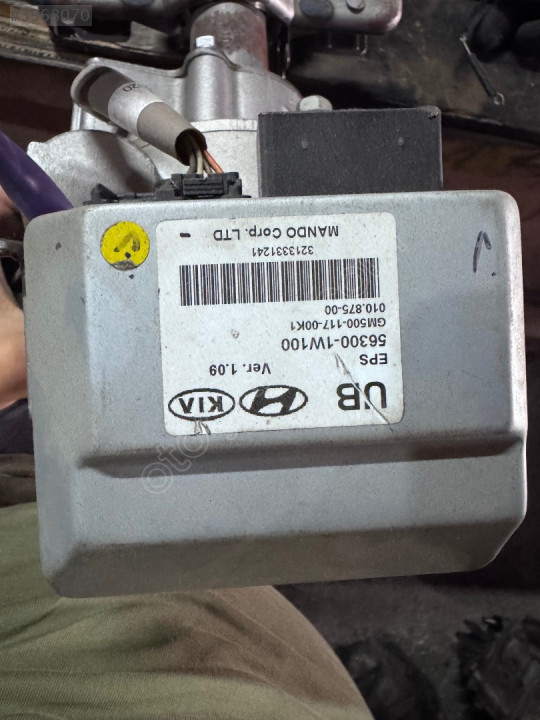 UB
KIA
EPS
Ver. 1.09
56300-1W100
GM500-117-00K1
010.875-00
3213331241
MANDO Corp. LTD